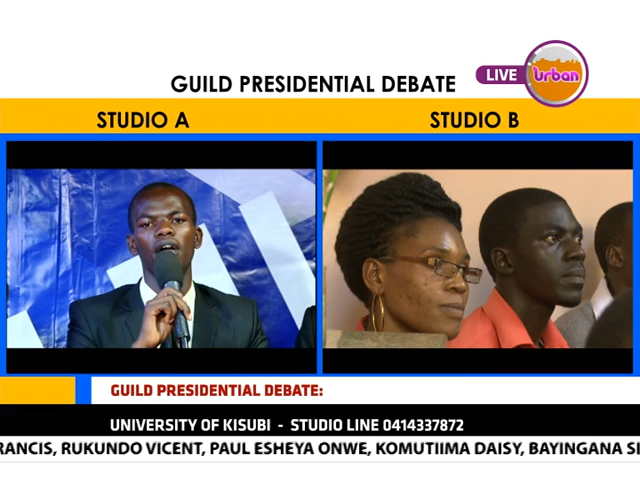 LIVE
urban
GUILD PRESIDENTIAL DEBATE
STUDIO A
STUDIO B
GUILD PRESIDENTIAL DEBATE:
UNIVERSITY OF KISUBI - STUDIO LINE 0414337872
RANCIS, RUKUNDO VICENT, PAUL ESHEYA ONWE, KOMUTIIMA DAISY, BAYINGANA SI